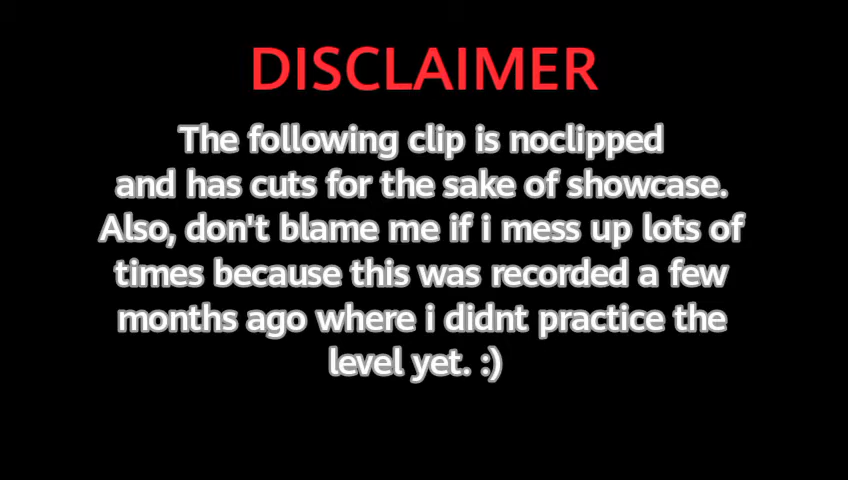 DISCLAIMER
The following clip is noclipped
and has cuts for the sake of showcase.
Also, don't blame me if i mess up lots of
times because this was recorded a few
months ago where i didnt practice the
level yet. :)